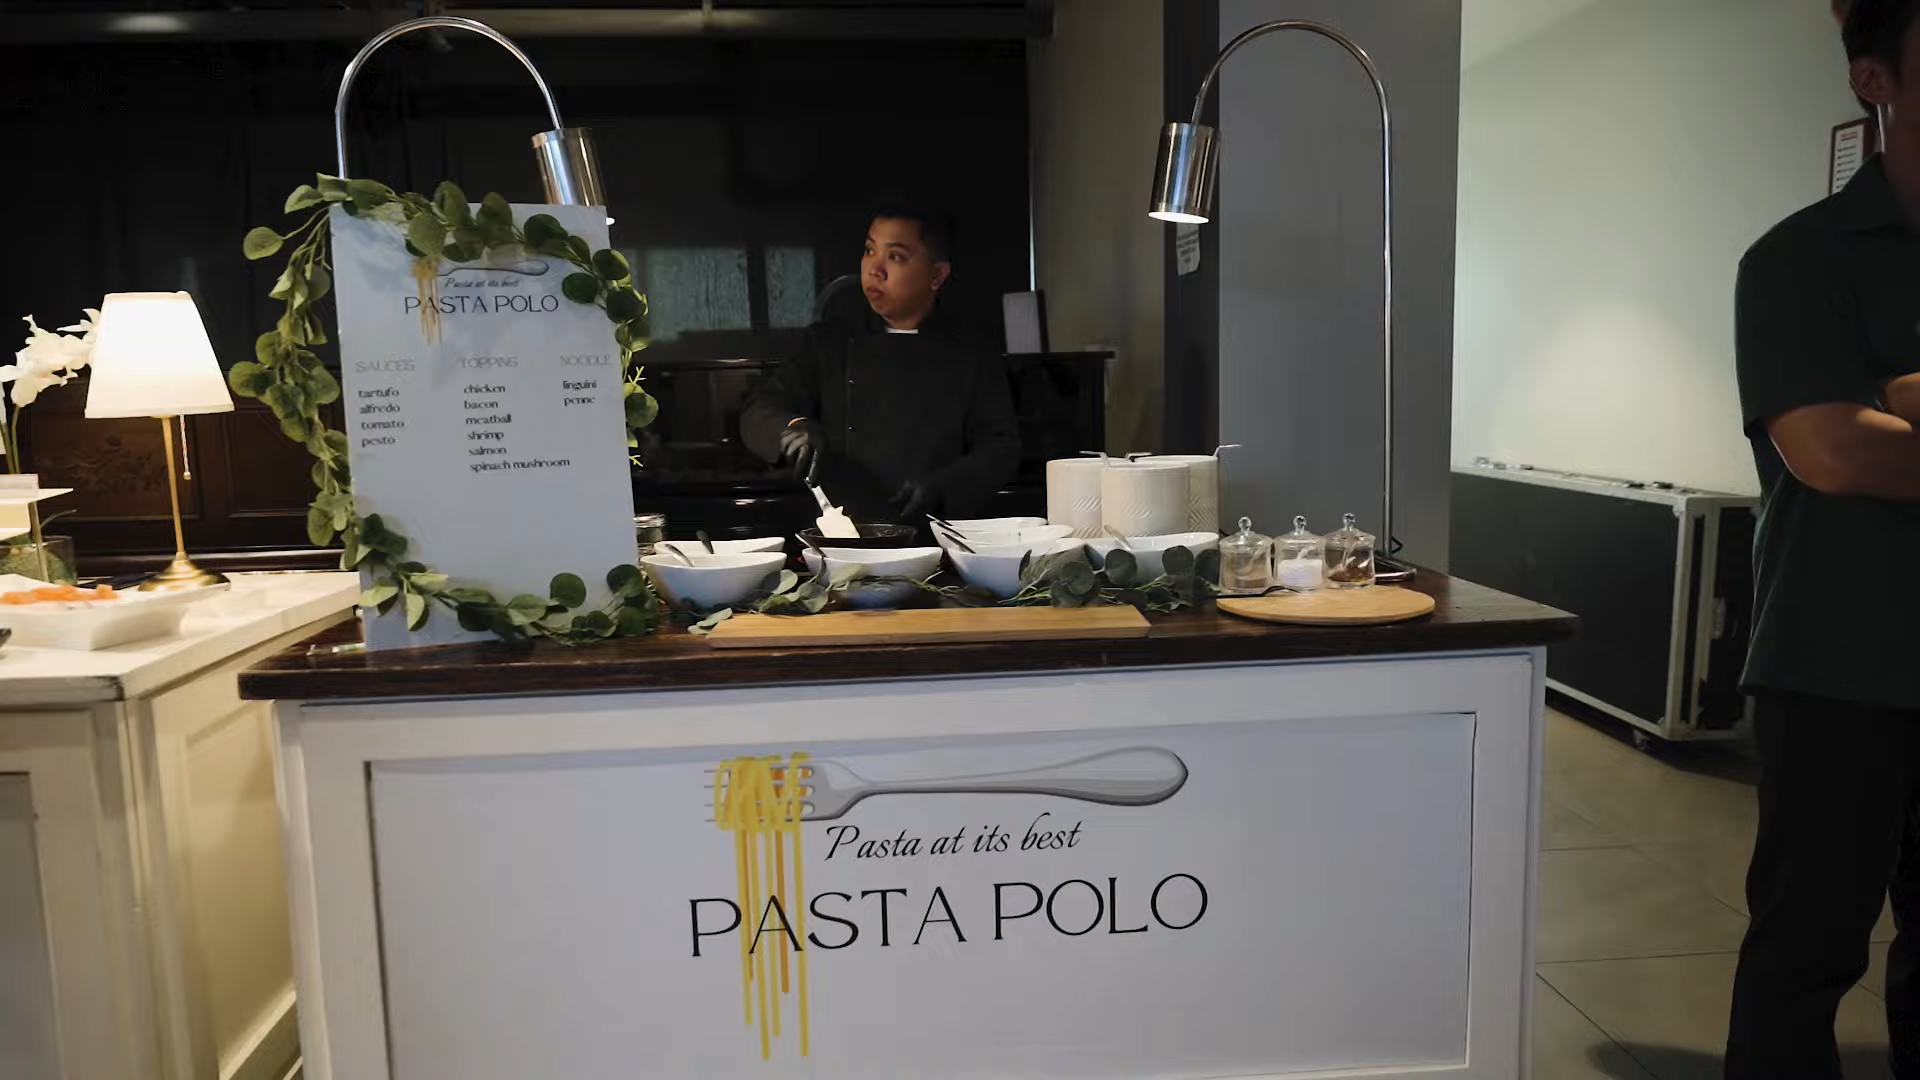 Pasta at its best
PASTA POLO
SAUCES
tartufo
alfredo
tomato
pesto
TOPPING
chicken
bacon
meatball
shrimp
salmon
spinach mushroom
NOODLE
linguini
penne
Pasta at its best
PASTA POLO